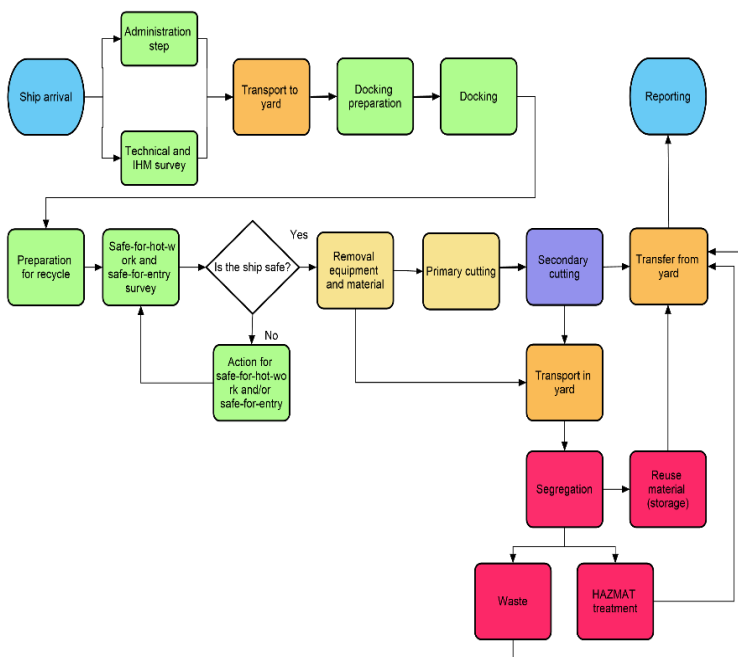 Administration
step
Ship arrival
Transport to
yard
Docking
preparation
Docking
Reporting
Technical and
IHM survey
Preparation
for recycle
Safe-for-hot-w
ork and
safe-for-entry
survey
Is the ship safe?
Yes
Removal
equipment
and material
Primary cutting
Secondary
cutting
Transfer from
yard
No
Action for
safe-for-hot-wo
rk and/or
safe-for-entry
Transport in
yard
Segregation
Reuse
material
(storage)
Waste
HAZMAT
treatment